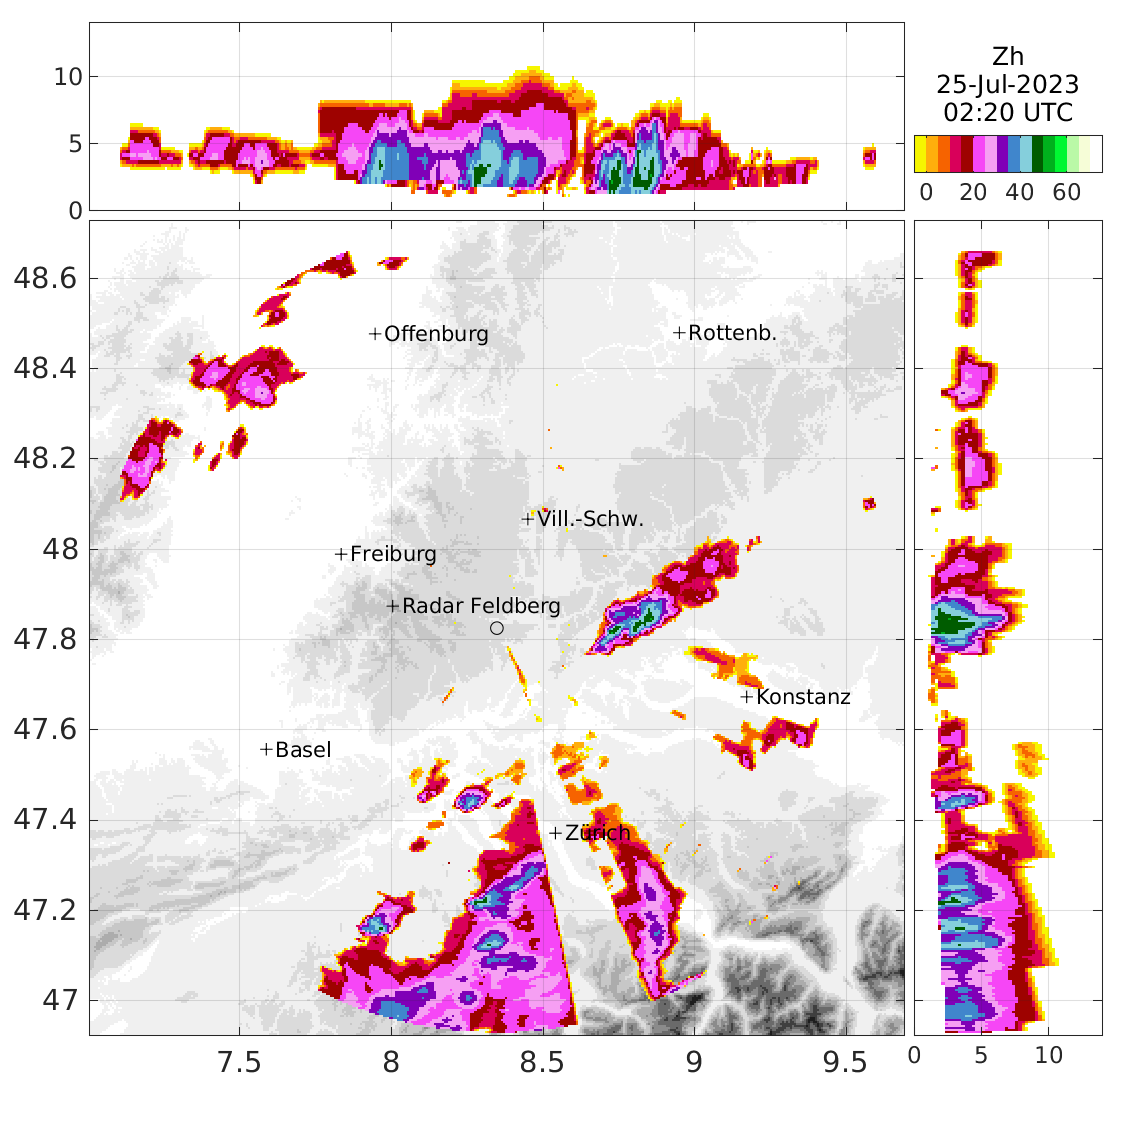 10
5
0
Zh
25-Jul-2023
02:20 UTC
0 20 40 60
48.6
48.4
48.2
48
47.8
47.6
47.4
47.2
47
+Offenburg
+Rottenb.
+Vill.-Schw.
+Freiburg
+Radar Feldberg
+Konstanz
+Basel
+Zürich
7.5 8 8.5 9 9.5
0 5 10